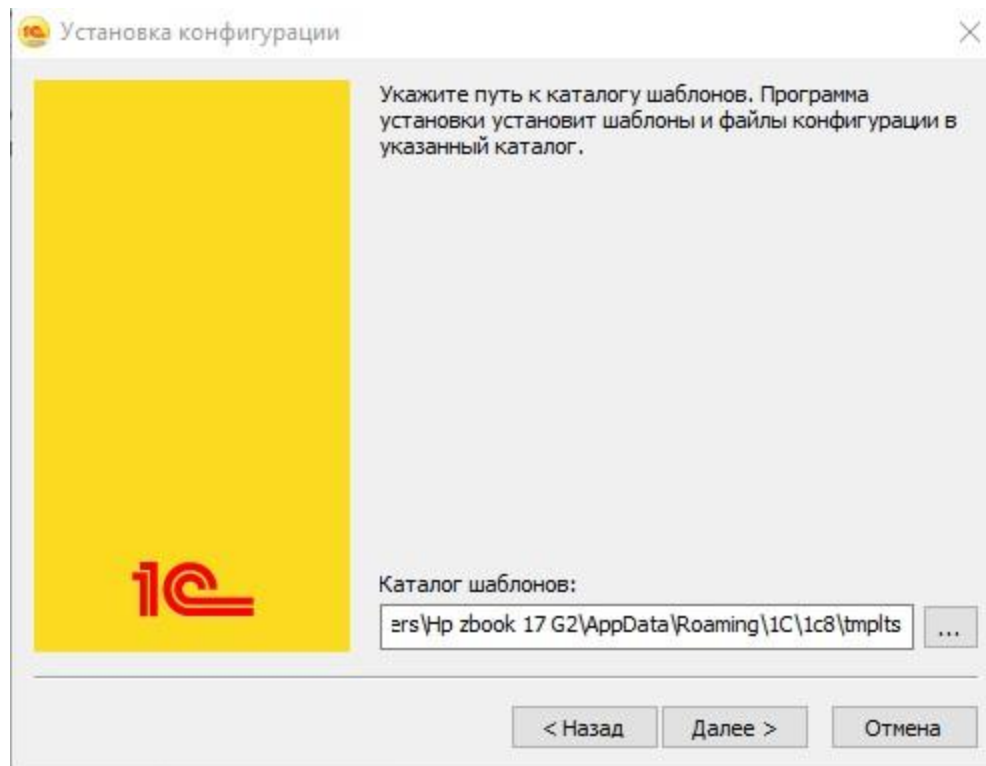 Установка конфигурации
Укажите путь к каталогу шаблонов. Программа
установки установит шаблоны и файлы конфигурации в
указанный каталог.
1С
Каталог шаблонов:
ers\Hp zbook 17 G2\AppData\Roaming\1C\1c8\tmplts
...
< Назад
Далее >
Отмена